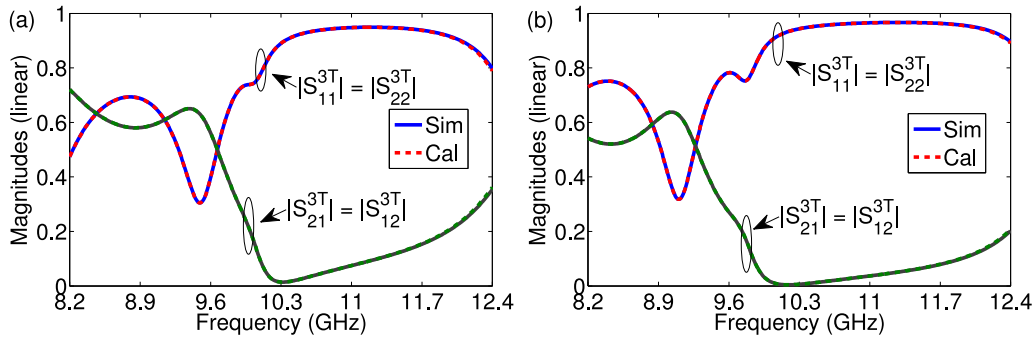 (a)
Magnitudes (linear)
1
0.8
0.6
0.4
0.2
0
|S11^3T| = |S22^3T|
Sim
Cal
|S21^3T| = |S12^3T|
8.2 8.9 9.6 10.3 11 11.7 12.4
Frequency (GHz)
(b)
Magnitudes (linear)
1
0.8
0.6
0.4
0.2
0
|S11^3T| = |S22^3T|
Sim
Cal
|S21^3T| = |S12^3T|
8.2 8.9 9.6 10.3 11 11.7 12.4
Frequency (GHz)